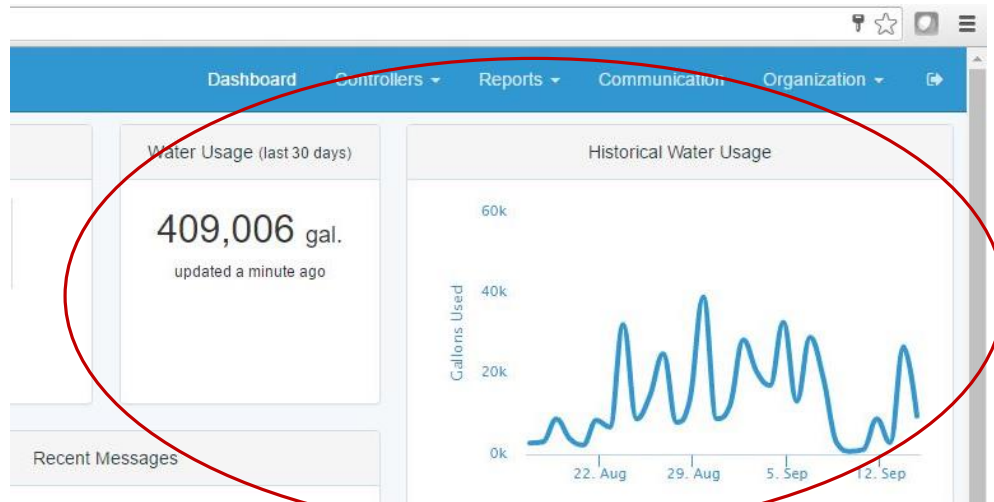 Dashboard Controllers Reports Communication Organization
Water Usage (last 30 days)
409,006 gal.
updated a minute ago
Historical Water Usage
Gallons Used
60k
40k
20k
0k
22. Aug 29. Aug 5. Sep 12. Sep
Recent Messages